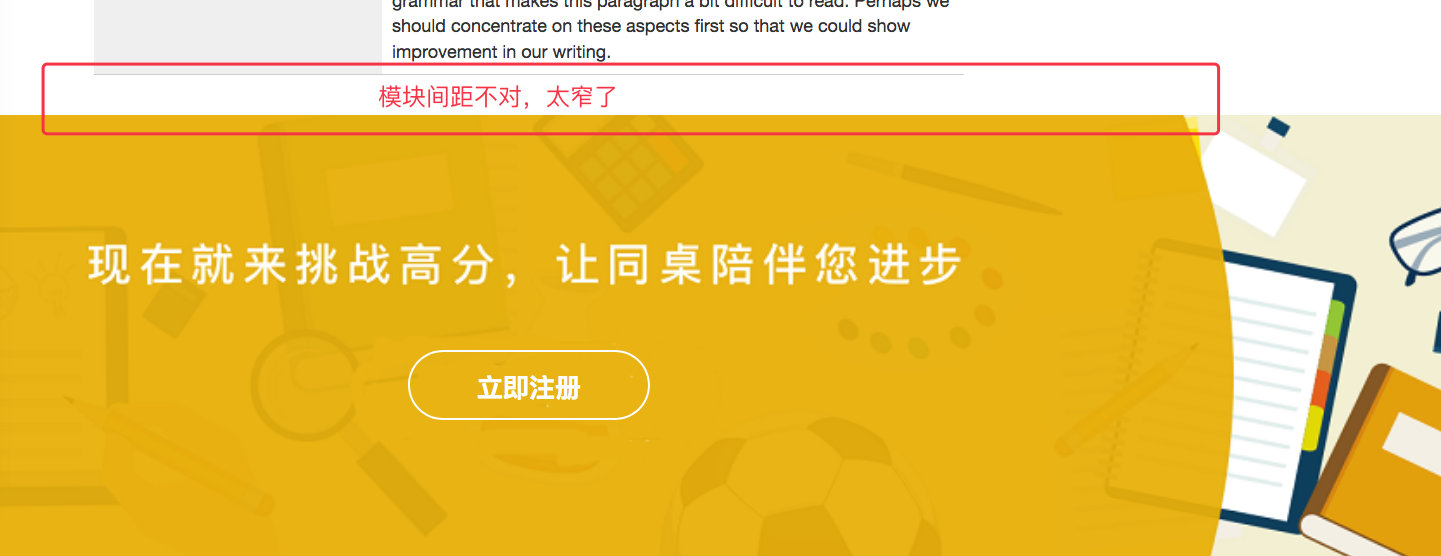 grammar that makes this paragraph a bit difficult to read. Perhaps we
should concentrate on these aspects first so that we could show
improvement in our writing.
模块间距不对，太窄了
现在就来挑战高分，让同桌陪伴您进步
立即注册